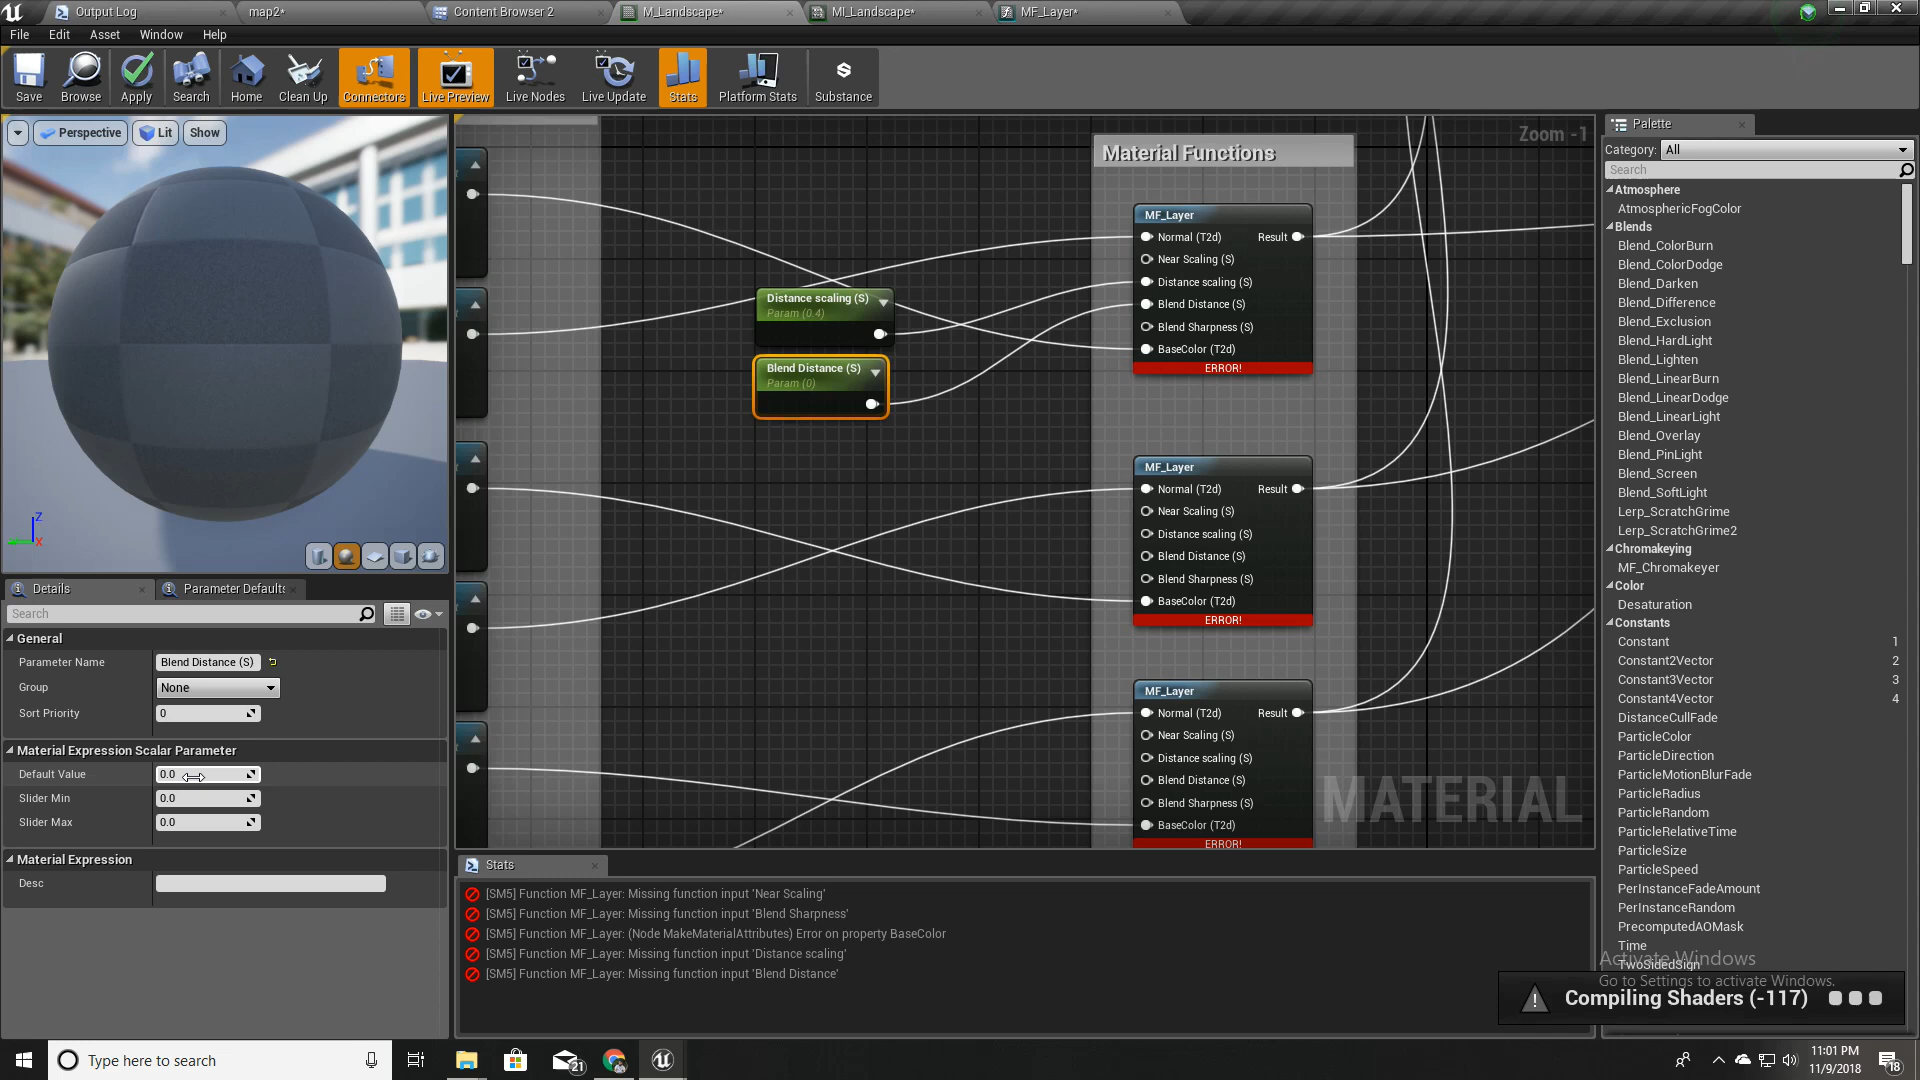 Output Log
map2*
Content Browser 2
M_Landscape*
MI_Landscape*
MF_Layer*
File Edit Asset Window Help
Save Browse Apply Search Home Clean Up Connectors Live Preview Live Nodes Live Update Stats Platform Stats Substance
Perspective Lit Show
Zoom -1
Material Functions
MF_Layer
Normal (T2d) Result
Near Scaling (S)
Distance scaling (S)
Blend Distance (S)
Blend Sharpness (S)
BaseColor (T2d)
ERROR!
Distance scaling (S)
Param (0.4)
Blend Distance (S)
Param (0)
MF_Layer
Normal (T2d) Result
Near Scaling (S)
Distance scaling (S)
Blend Distance (S)
Blend Sharpness (S)
BaseColor (T2d)
ERROR!
MF_Layer
Normal (T2d) Result
Near Scaling (S)
Distance scaling (S)
Blend Distance (S)
Blend Sharpness (S)
BaseColor (T2d)
ERROR!
MATERIAL
Z
X
Details
Parameter Defaults
Search
General
Parameter Name Blend Distance (S)
Group None
Sort Priority 0
Material Expression Scalar Parameter
Default Value 0.0
Slider Min 0.0
Slider Max 0.0
Material Expression
Desc
Stats
[SM5] Function MF_Layer: Missing function input 'Near Scaling'
[SM5] Function MF_Layer: Missing function input 'Blend Sharpness'
[SM5] Function MF_Layer: (Node MakeMaterialAttributes) Error on property BaseColor
[SM5] Function MF_Layer: Missing function input 'Distance scaling'
[SM5] Function MF_Layer: Missing function input 'Blend Distance'
Palette
Category: All
Search
Atmosphere
AtmosphericFogColor
Blends
Blend_ColorBurn
Blend_ColorDodge
Blend_Darken
Blend_Difference
Blend_Exclusion
Blend_HardLight
Blend_Lighten
Blend_LinearBurn
Blend_LinearDodge
Blend_LinearLight
Blend_Overlay
Blend_PinLight
Blend_Screen
Blend_SoftLight
Lerp_ScratchGrime
Lerp_ScratchGrime2
Chromakeying
MF_Chromakeyer
Color
Desaturation
Constants
Constant 1
Constant2Vector 2
Constant3Vector 3
Constant4Vector 4
DistanceCullFade
ParticleColor
ParticleDirection
ParticleMotionBlurFade
ParticleRadius
ParticleRandom
ParticleRelativeTime
ParticleSize
ParticleSpeed
PerInstanceFadeAmount
PerInstanceRandom
PrecomputedAOMask
Time
TwoSidedSign
Activate Windows
Go to Settings to activate Windows.
Compiling Shaders (-117)
Type here to search
21
11:01 PM
11/9/2018
18